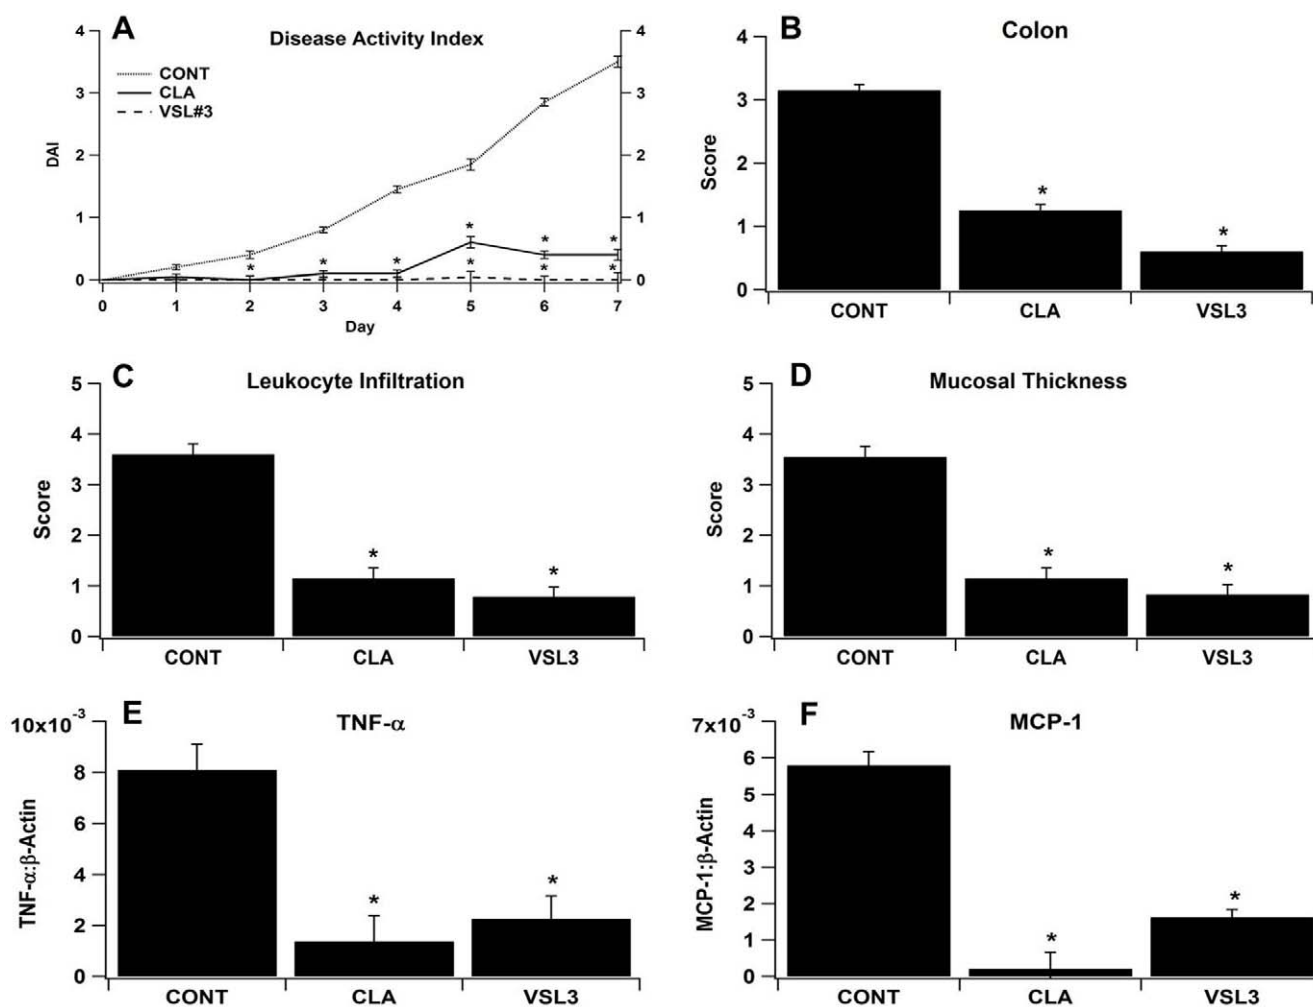 A
Disease Activity Index
CONT
CLA
VSL#3
DAI
4
3
2
1
0
4
3
2
1
0
* * * * * *
* * *
0 1 2 3 4 5 6 7
Day
B
Colon
Score
4
3
2
1
0
* *
CONT CLA VSL3
C
Leukocyte Infiltration
Score
5
4
3
2
1
0
* *
CONT CLA VSL3
D
Mucosal Thickness
Score
5
4
3
2
1
0
* *
CONT CLA VSL3
E
TNF-α
TNF-α:β-Actin
10x10⁻³
8
6
4
2
0
* *
CONT CLA VSL3
F
MCP-1
MCP-1:β-Actin
7x10⁻³
6
5
4
3
2
1
0
* *
CONT CLA VSL3